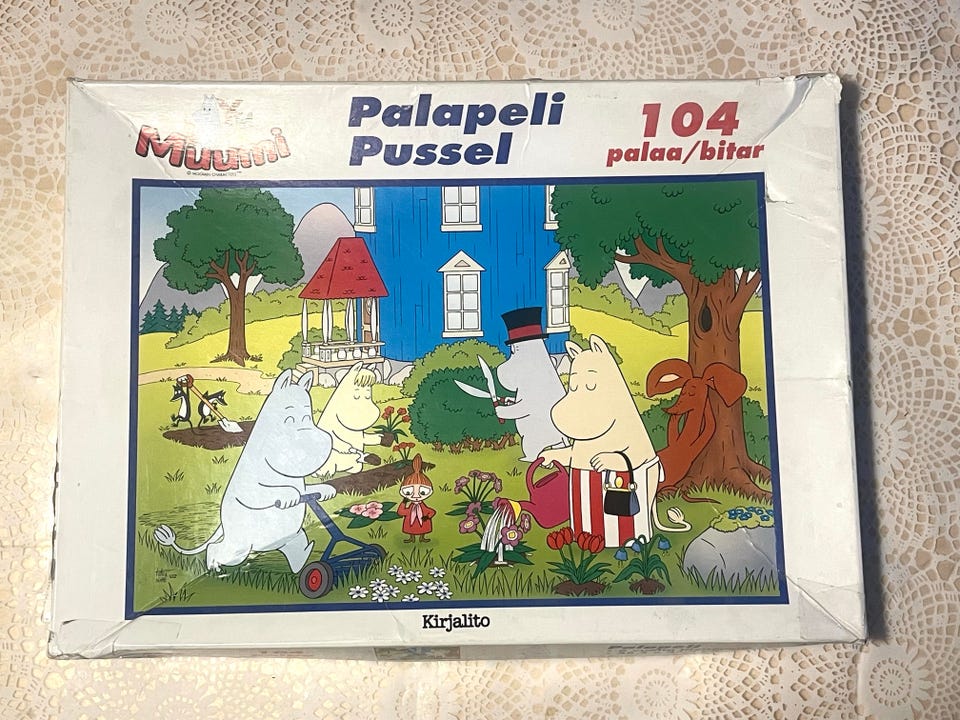 Muumi
Palapeli
Pussel
104
palaa/bitar
Kirjalito